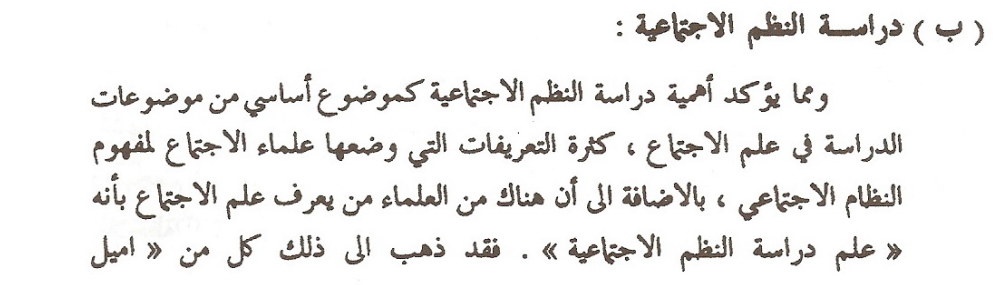 ( ب ) دراســة النظم الاجتماعية :
ومما يؤكد أهمية دراسة النظم الاجتماعية كموضوع أساسي من موضوعات
الدراسة في علم الاجتماع ، كثرة التعريفات التي وضعها علماء الاجتماع لمفهوم
النظام الاجتماعي ، بالاضافة الى أن هناك من العلماء من يعرف علم الاجتماع بأنه
« علم دراسة النظم الاجتماعية » . فقد ذهب الى ذلك كل من « اميل